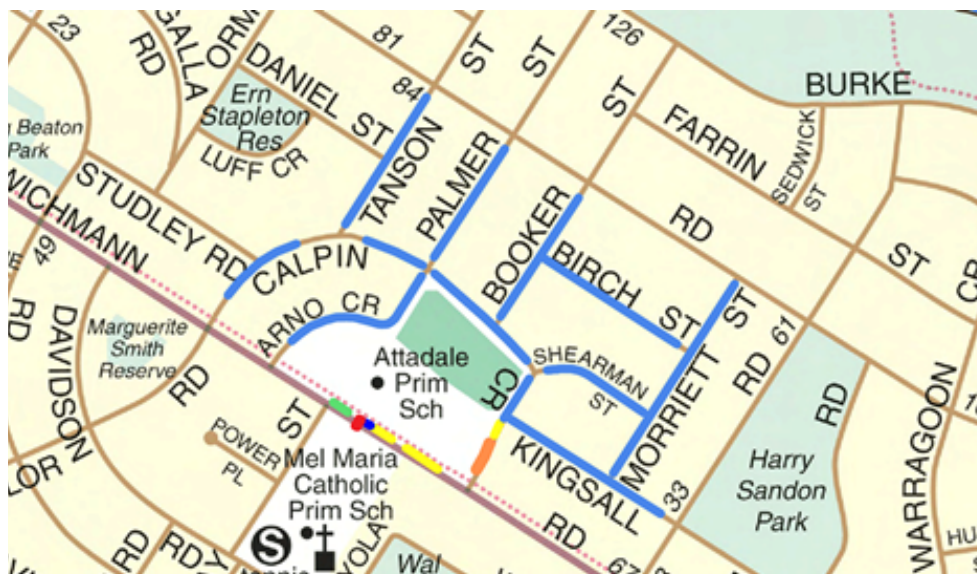 23
GALLA
RD
ORM
81
ST
ST
126
BURKE
DANIEL ST
84
Ern
Stapleton
Res
LUFF CR
Beaton
Park
ST
FARRIN
ST
SEDWICK
ST
WICHMANN
RD
STUDLEY RD
TANSON
PALMER
BOOKER
RD
CALPIN
CR
BIRCH
ST
49
RD
DAVIDSON
Marguerite
Smith
Reserve
RD
ARNO CR
Attadale
Prim
Sch
SHEARMAN
ST
MORRIETT
ST
RD
61
RD
WARRAGOON
CR
KINGSALL
RD
33
Harry
Sandon
Park
POWER
PL
ST
Mel Maria
Catholic
Prim Sch
S
RD
67
Wal